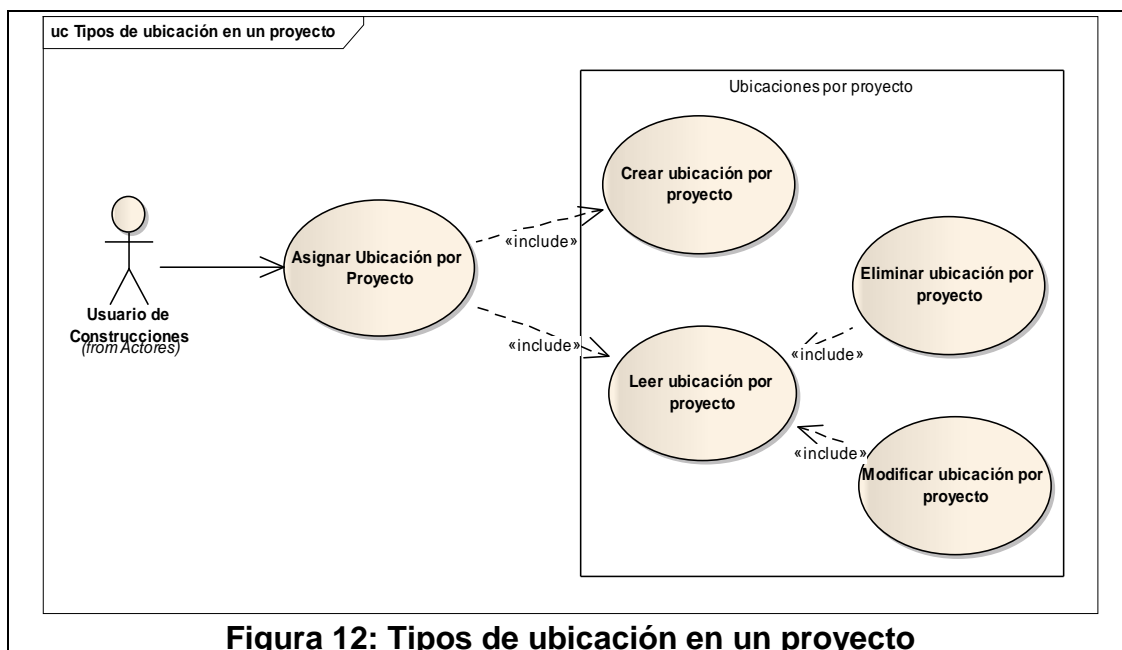 uc Tipos de ubicación en un proyecto
Ubicaciones por proyecto
Crear ubicación por
proyecto
«include»
Asignar Ubicación por
Proyecto
Eliminar ubicación por
proyecto
Usuario de
Construcciones
(from Actores)
«include»
«include»
Leer ubicación por
proyecto
«include»
Modificar ubicación por
proyecto
Figura 12: Tipos de ubicación en un proyecto